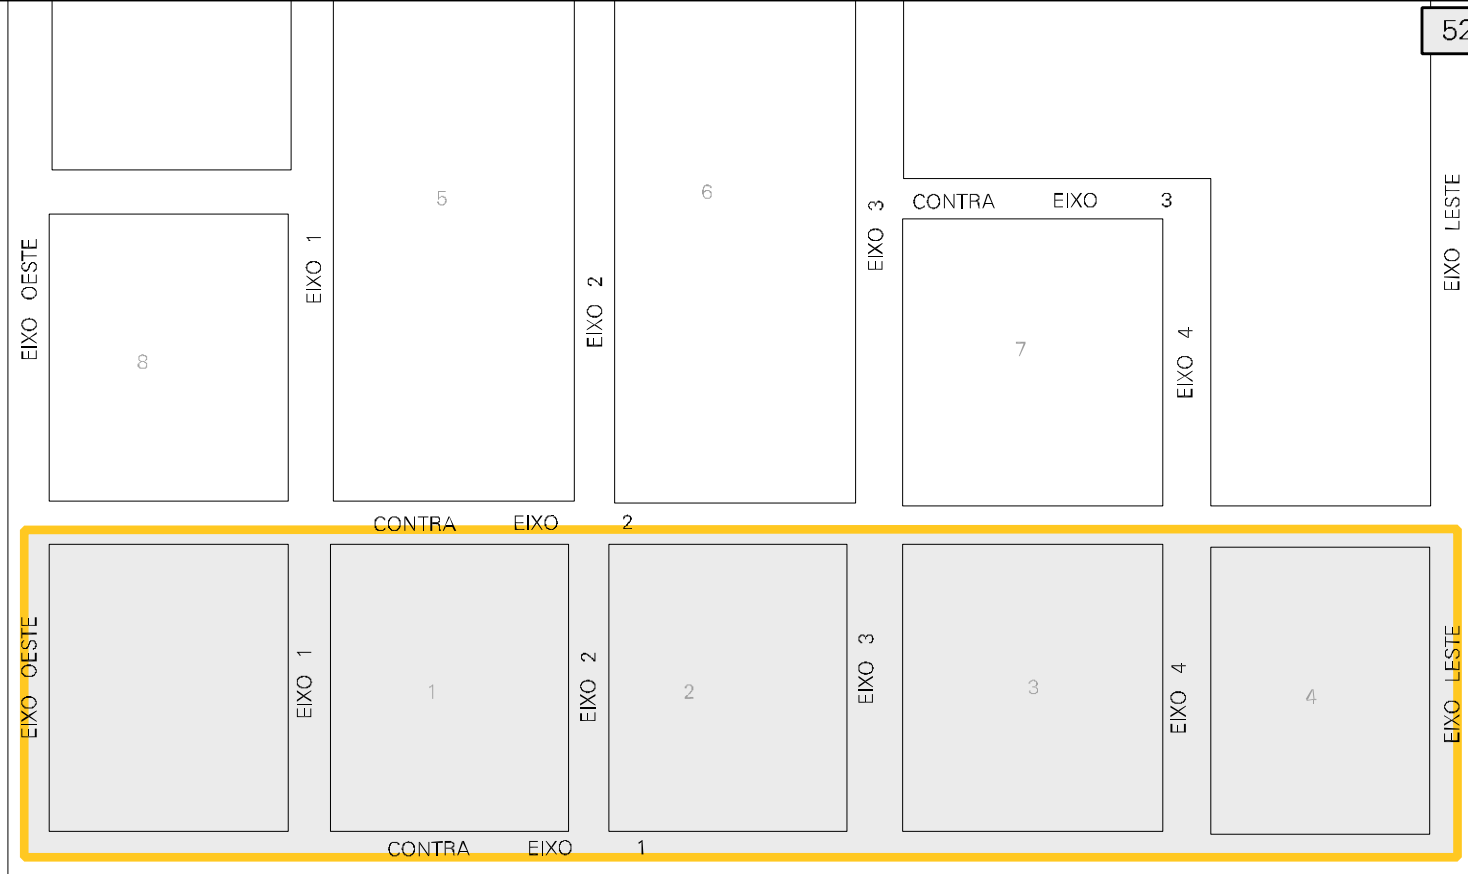 52
5
6
CONTRA EIXO 3
EIXO OESTE
EIXO 1
EIXO 2
EIXO 3
EIXO LESTE
8
7
EIXO 4
CONTRA EIXO 2
EIXO OESTE
EIXO 1
1
EIXO 2
2
EIXO 3
3
EIXO 4
4
EIXO LESTE
CONTRA EIXO 1